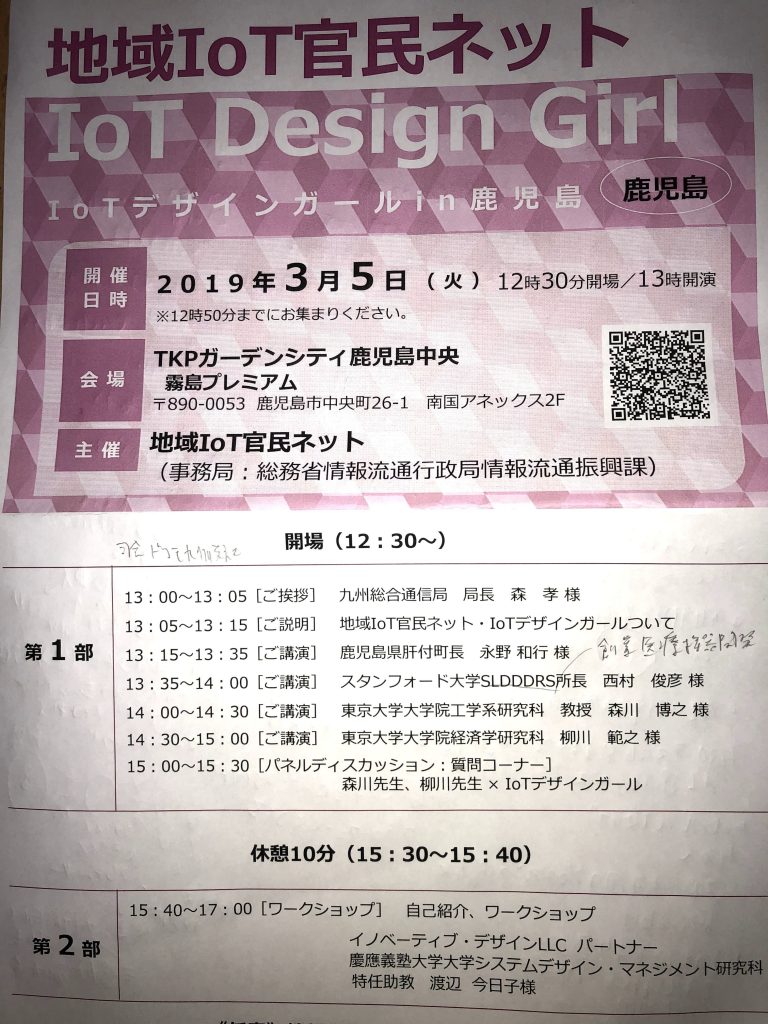 地域IoT官民ネット
IoT Design Girl
IoTデザインガールin鹿児島
鹿児島
開催日時
2019年3月5日（火）12時30分開場／13時開演
※12時50分までにお集まりください。
会場
TKPガーデンシティ鹿児島中央
霧島プレミアム
〒890-0053 鹿児島市中央町26-1 南国アネックス2F
主催
地域IoT官民ネット
（事務局：総務省情報流通行政局情報流通振興課）
開場（12：30～）
第1部
13：00～13：05［ご挨拶］ 九州総合通信局 局長 森 孝 様
13：05～13：15［ご説明］ 地域IoT官民ネット・IoTデザインガールついて
13：15～13：35［ご講演］ 鹿児島県肝付町長 永野 和行 様
13：35～14：00［ご講演］ スタンフォード大学SLDDDRS所長 西村 俊彦 様
14：00～14：30［ご講演］ 東京大学大学院工学系研究科 教授 森川 博之 様
14：30～15：00［ご講演］ 東京大学大学院経済学研究科 柳川 範之 様
15：00～15：30［パネルディスカッション：質問コーナー］
森川先生、柳川先生 × IoTデザインガール
休憩10分（15：30～15：40）
第2部
15：40～17：00［ワークショップ］ 自己紹介、ワークショップ
イノベーティブ・デザインLLC パートナー
慶應義塾大学大学システムデザイン・マネジメント研究科
特任助教 渡辺 今日子様